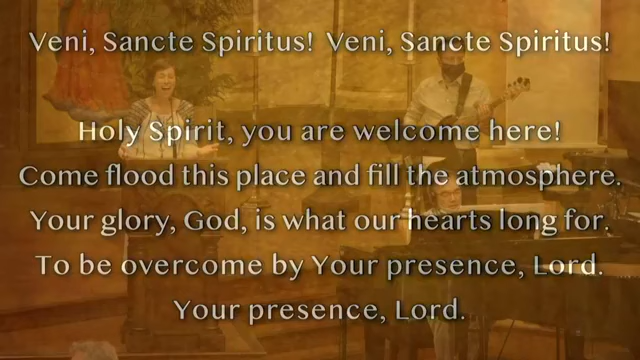 Veni, Sancte Spiritus!  Veni, Sancte Spiritus!
Holy Spirit, you are welcome here!
Come flood this place and fill the atmosphere.
Your glory, God, is what our hearts long for.
To be overcome by Your presence, Lord.
Your presence, Lord.